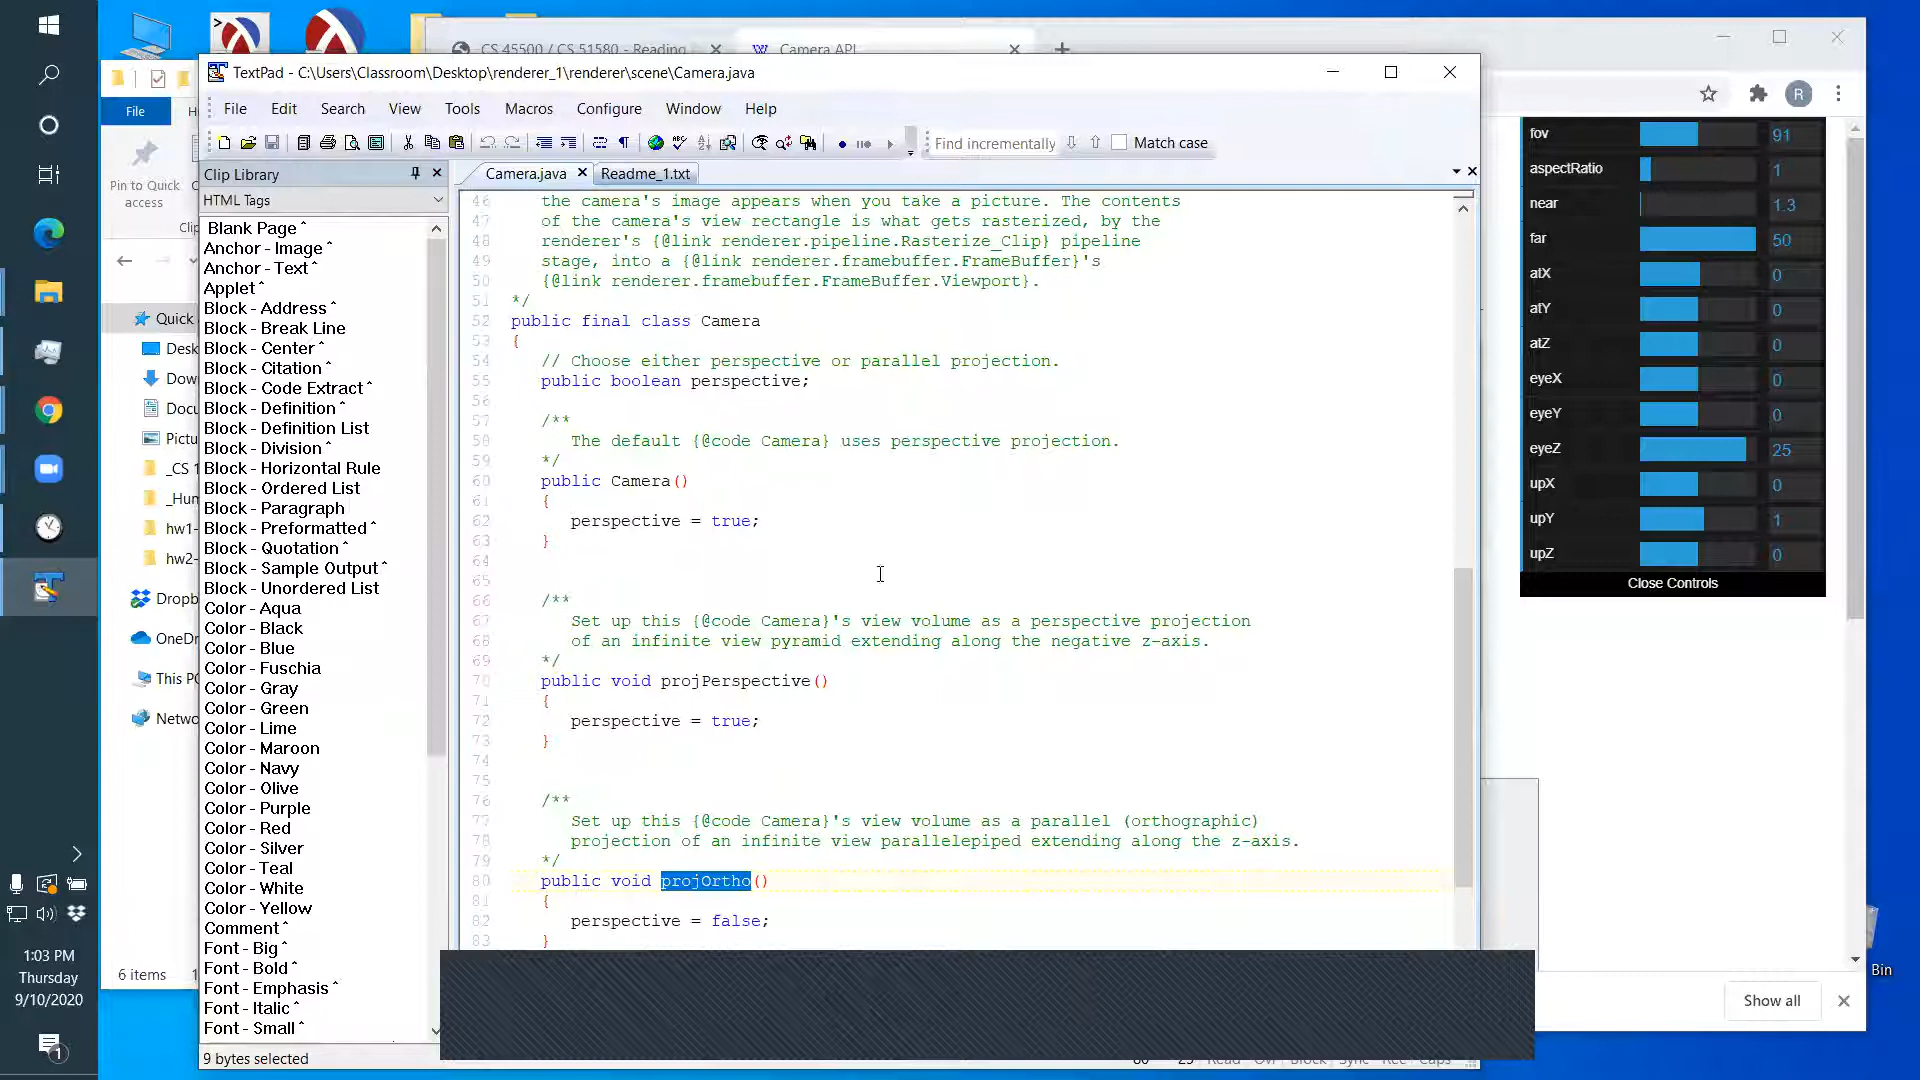 CS 45500 / CS 51580 - Reading
Camera API
TextPad - C:\Users\Classroom\Desktop\renderer_1\renderer\scene\Camera.java
File Edit Search View Tools Macros Configure Window Help
Find incrementally
Match case
Clip Library
HTML Tags
Blank Page ^
Anchor - Image ^
Anchor - Text ^
Applet ^
Block - Address ^
Block - Break Line
Block - Center ^
Block - Citation ^
Block - Code Extract ^
Block - Definition ^
Block - Definition List
Block - Division ^
Block - Horizontal Rule
Block - Ordered List
Block - Paragraph
Block - Preformatted ^
Block - Quotation ^
Block - Sample Output ^
Block - Unordered List
Color - Aqua
Color - Black
Color - Blue
Color - Fuschia
Color - Gray
Color - Green
Color - Lime
Color - Maroon
Color - Navy
Color - Olive
Color - Purple
Color - Red
Color - Silver
Color - Teal
Color - White
Color - Yellow
Comment ^
Font - Big ^
Font - Bold ^
Font - Emphasis ^
Font - Italic ^
Font - Small ^
9 bytes selected
Camera.java
Readme_1.txt
46 the camera's image appears when you take a picture. The contents
47 of the camera's view rectangle is what gets rasterized, by the
48 renderer's {@link renderer.pipeline.Rasterize_Clip} pipeline
49 stage, into a {@link renderer.framebuffer.FrameBuffer}'s
50 {@link renderer.framebuffer.FrameBuffer.Viewport}.
51 */
52 public final class Camera
53 {
54 // Choose either perspective or parallel projection.
55 public boolean perspective;
56
57 /**
58 The default {@code Camera} uses perspective projection.
59 */
60 public Camera()
61 {
62 perspective = true;
63 }
64
65
66 /**
67 Set up this {@code Camera}'s view volume as a perspective projection
68 of an infinite view pyramid extending along the negative z-axis.
69 */
70 public void projPerspective()
71 {
72 perspective = true;
73 }
74
75
76 /**
77 Set up this {@code Camera}'s view volume as a parallel (orthographic)
78 projection of an infinite view parallelepiped extending along the z-axis.
79 */
80 public void projOrtho()
81 {
82 perspective = false;
83 }
File
Pin to Quick
access
Quick
Desk
Dow
Docu
Pictu
_CS 1
_Hum
hw1-
hw2-
Dropb
OneDr
This PC
Netwo
6 items
R
fov 91
aspectRatio 1
near 1.3
far 50
atX 0
atY 0
atZ 0
eyeX 0
eyeY 0
eyeZ 25
upX 0
upY 1
upZ 0
Close Controls
Show all
Bin
1:03 PM
Thursday
9/10/2020
1